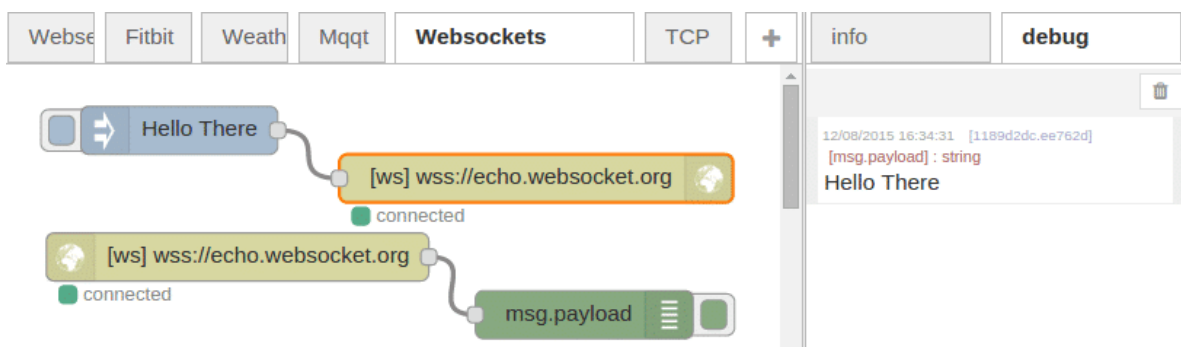 Webse Fitbit Weath Mqqt Websockets TCP + info debug
Hello There
[ws] wss://echo.websocket.org
connected
[ws] wss://echo.websocket.org
connected
msg.payload
12/08/2015 16:34:31 [1189d2dc.ee762d]
[msg.payload] : string
Hello There